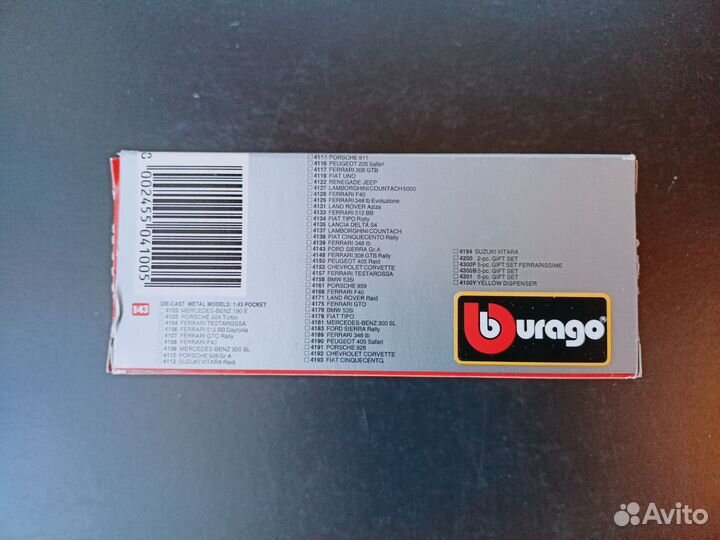 0 002455 041005
1:43
DIE-CAST METAL MODELS: 1:43 POCKET
4102 MERCEDES-BENZ 190 E
4103 PORSCHE 924 Turbo
4104 FERRARI TESTAROSSA
4106 FERRARI 512 BB Daytona
4107 FERRARI GTO Rally
4108 FERRARI F40
4109 MERCEDES-BENZ 300 SL
4110 PORSCHE 928 Gr.A
4112 SUZUKI VITARA Raid
PORSCHE 911
4116 PEUGEOT 205 Safari
4117 FERRARI 308 GTB
4119 FIAT UNO
4122 RENEGADE JEEP
4127 LAMBORGHINI COUNTACH 5000
4128 FERRARI F40
4129 FERRARI 348 tb Evoluzione
4131 LAND ROVER Aziza
4133 FERRARI 512 BB
4134 FIAT TIPO Rally
4135 LANCIA DELTA S4
4137 LAMBORGHINI COUNTACH
4138 FIAT CINQUECENTO Rally
4139 FERRARI 348 tb
4143 FORD SIERRA Gr.A
4148 FERRARI 308 GTB Rally
4150 PEUGEOT 405 Raid
4152 CHEVROLET CORVETTE
4157 FERRARI TESTAROSSA
4158 BMW 535i
4161 PORSCHE 959
4168 FERRARI F40
4171 LAND ROVER Raid
4175 FERRARI GTO
4178 BMW 535i
4179 FIAT TIPO
4181 MERCEDES-BENZ 300 SL
4183 FORD SIERRA Rally
4189 FERRARI 348 tb
4190 PEUGEOT 405 Safari
4191 PORSCHE 928
4192 CHEVROLET CORVETTE
4193 FIAT CINQUECENTO
4194 SUZUKI VITARA
4200 2-pc. GIFT SET
4300F 5-pc. GIFT SET FERRARISSIME
4300B 5-pc. GIFT SET
4301 5-pc. GIFT SET
4100Y YELLOW DISPENSER
burago®
Avito